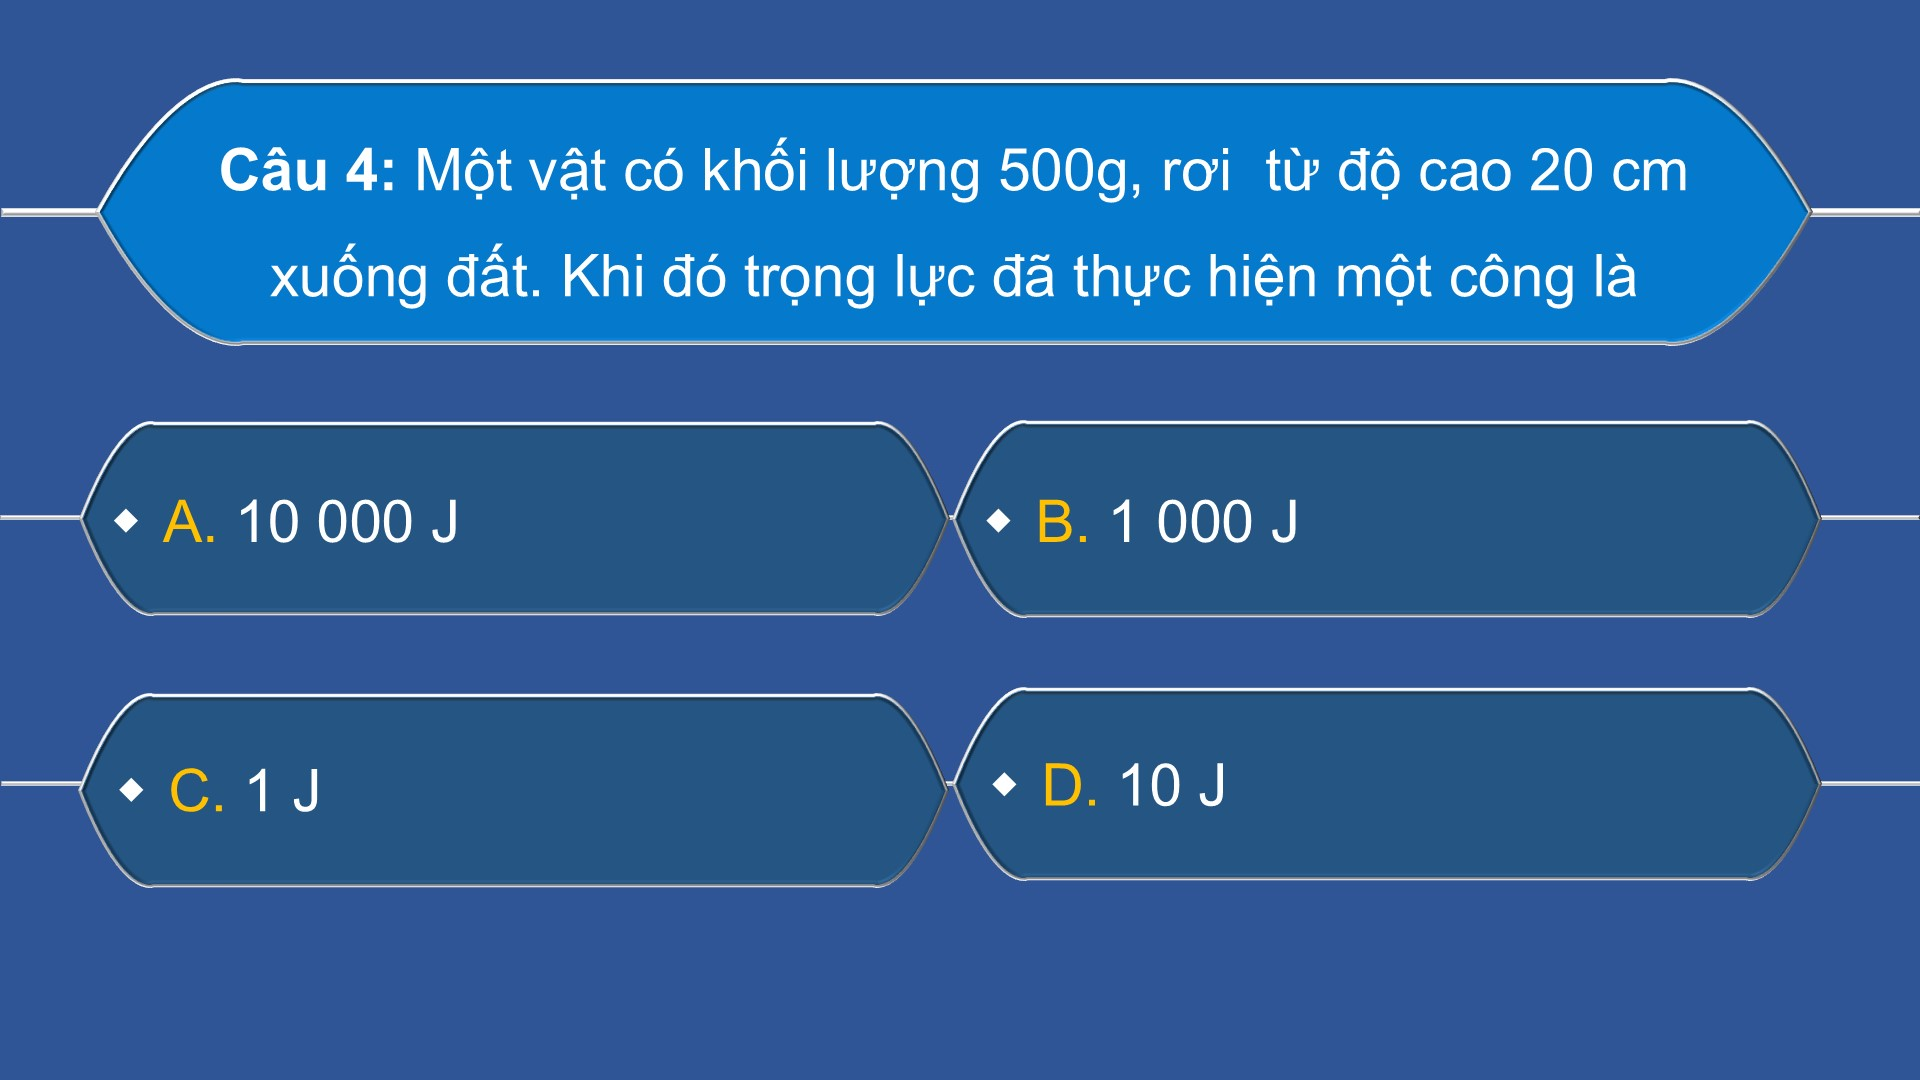 Câu 4: Một vật có khối lượng 500g, rơi  từ độ cao 20 cm
xuống đất. Khi đó trọng lực đã thực hiện một công là
◆ A. 10 000 J
◆ B. 1 000 J
◆ C. 1 J
◆ D. 10 J